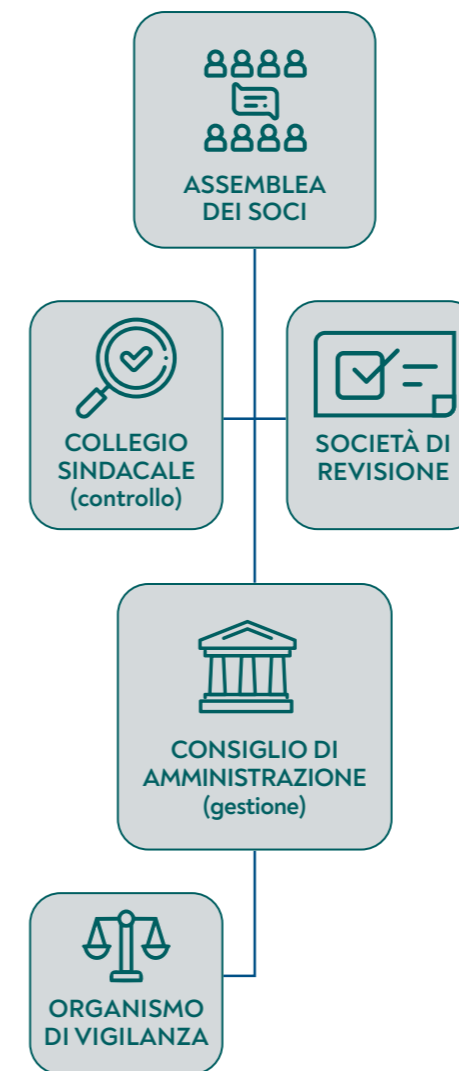 ASSEMBLEA
DEI SOCI
COLLEGIO
SINDACALE
(controllo)
SOCIETÀ DI
REVISIONE
CONSIGLIO DI
AMMINISTRAZIONE
(gestione)
ORGANISMO
DI VIGILANZA